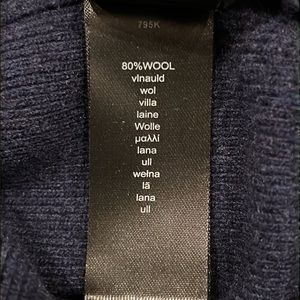 795K
80%WOOL
vlnauld
wol
villa
laine
Wolle
μαλλί
lana
ull
wełna
lã
lana
ull